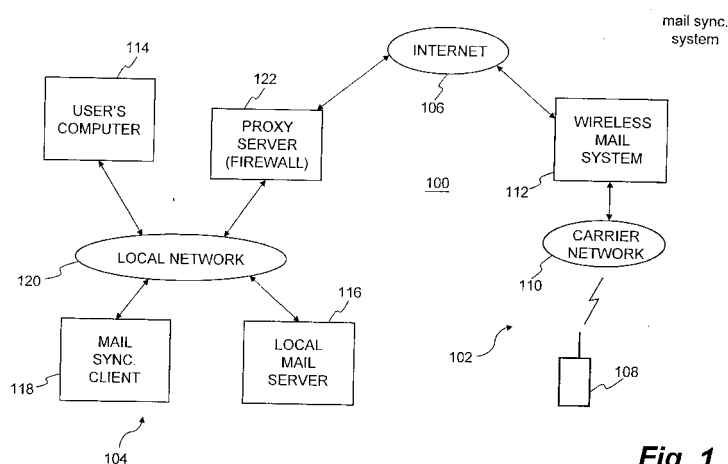 mail sync.
system
114
USER'S
COMPUTER
122
PROXY
SERVER
(FIREWALL)
INTERNET
106
WIRELESS
MAIL
SYSTEM
112
100
LOCAL NETWORK
120
CARRIER
NETWORK
110
116
MAIL
SYNC.
CLIENT
118
LOCAL
MAIL
SERVER
102
108
104
Fig. 1